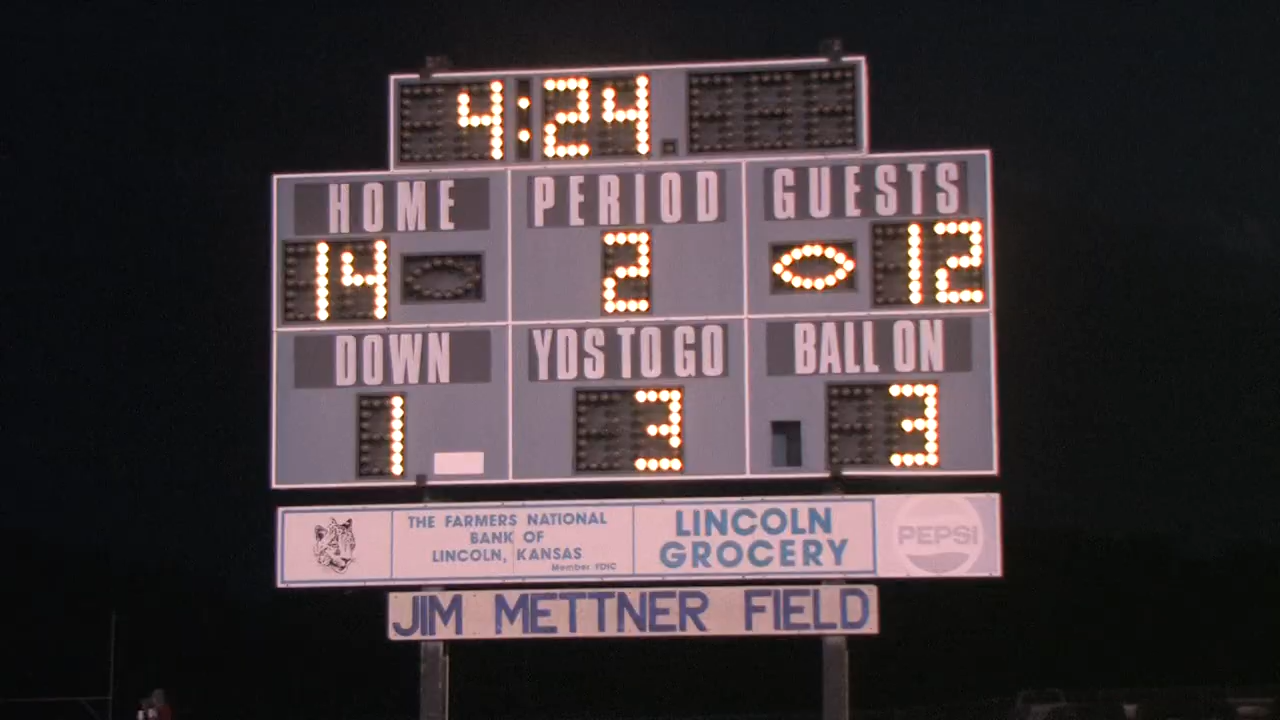 4:24
HOME PERIOD GUESTS
14 2 12
DOWN YDS TO GO BALL ON
1 3 3
THE FARMERS NATIONAL
BANK OF
LINCOLN, KANSAS
Member FDIC
LINCOLN
GROCERY
PEPSI
JIM METTNER FIELD